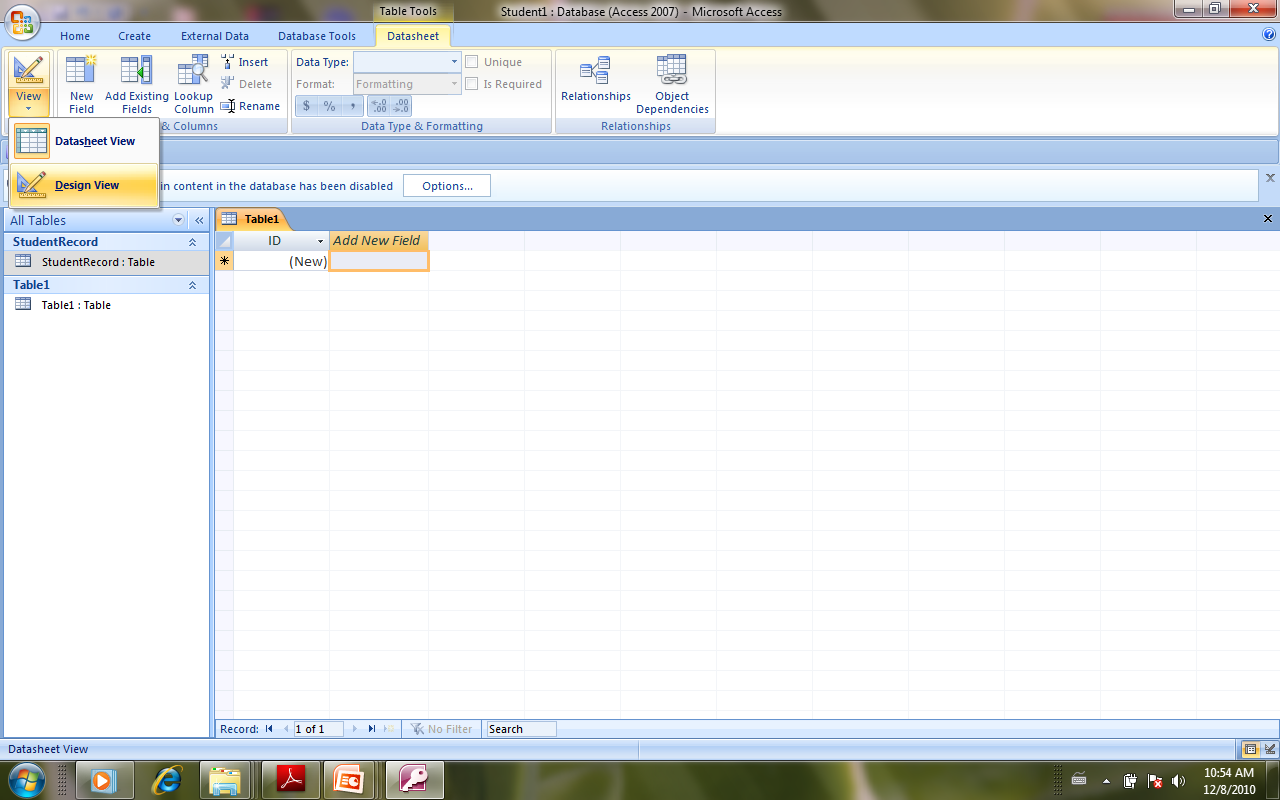 Table Tools
Student1 : Database (Access 2007) - Microsoft Access
Home Create External Data Database Tools Datasheet
View
New Field
Add Existing Fields
Lookup Column
Insert
Delete
Rename
& Columns
Data Type:
Format: Formatting
$ % ,
Unique
Is Required
Data Type & Formatting
Relationships
Object Dependencies
Relationships
Datasheet View
Design View
in content in the database has been disabled Options...
All Tables
StudentRecord
StudentRecord : Table
Table1
Table1 : Table
Table1
ID Add New Field
(New)
Record: 1 of 1 No Filter Search
Datasheet View
10:54 AM
12/8/2010